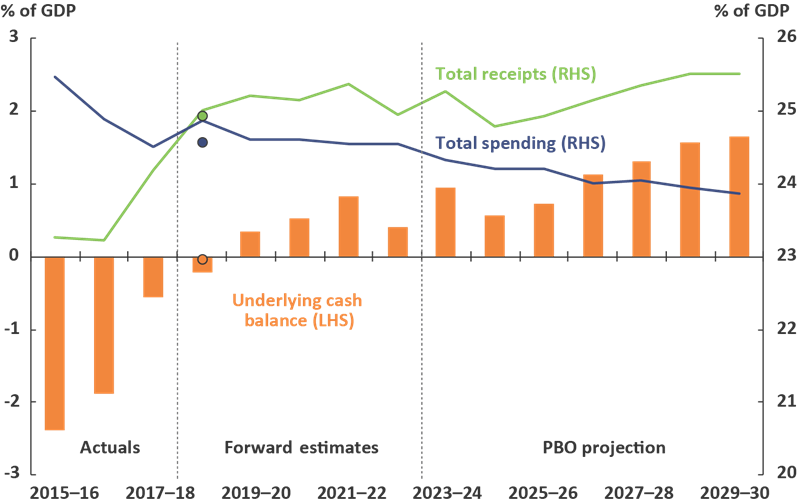 % of GDP
% of GDP
3
26
Total receipts (RHS)
2
25
Total spending (RHS)
1
24
0
23
Underlying cash
balance (LHS)
-1
22
-2
21
Actuals
Forward estimates
PBO projection
-3
20
2015–16
2017–18
2019–20
2021–22
2023–24
2025–26
2027–28
2029–30